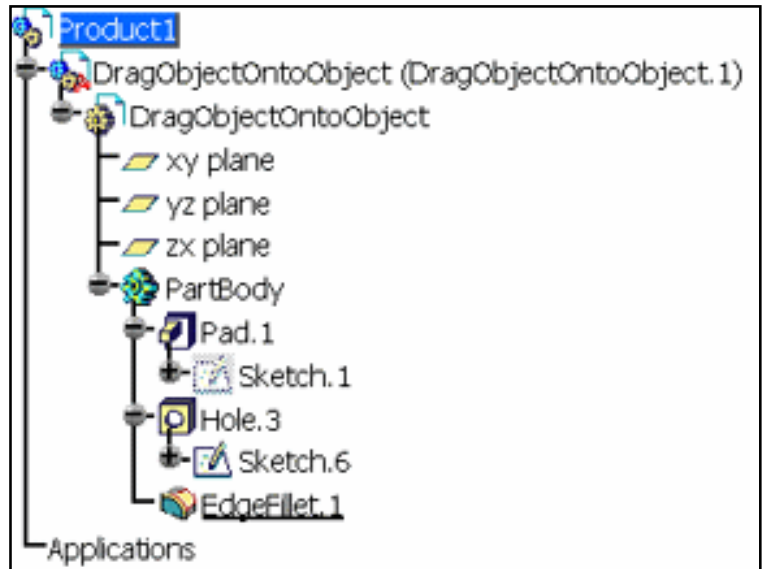 Product1
DragObjectOntoObject (DragObjectOntoObject.1)
DragObjectOntoObject
xy plane
yz plane
zx plane
PartBody
Pad.1
Sketch.1
Hole.3
Sketch.6
EdgeFillet.1
Applications